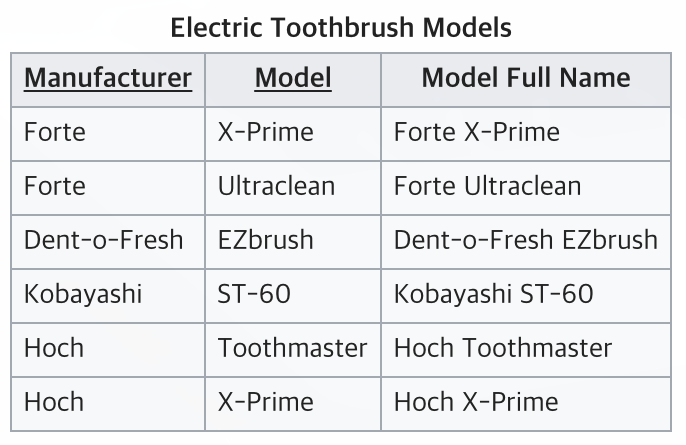 Electric Toothbrush Models
Manufacturer Model Model Full Name
Forte X-Prime Forte X-Prime
Forte Ultraclean Forte Ultraclean
Dent-o-Fresh EZbrush Dent-o-Fresh EZbrush
Kobayashi ST-60 Kobayashi ST-60
Hoch Toothmaster Hoch Toothmaster
Hoch X-Prime Hoch X-Prime